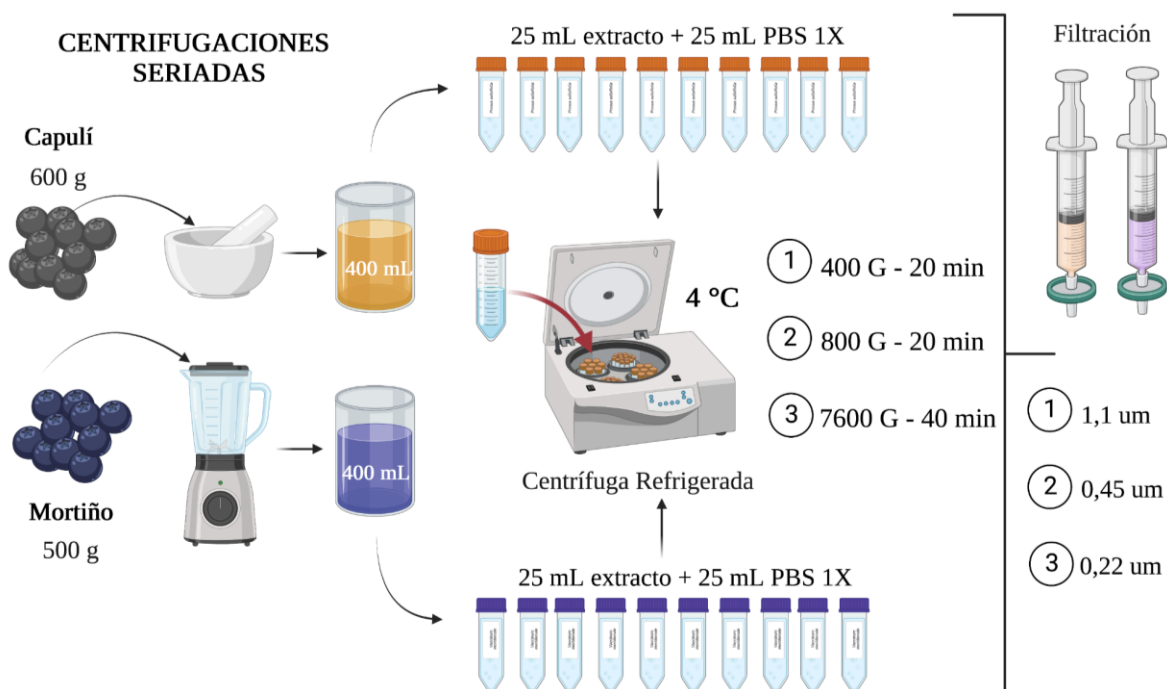 CENTRIFUGACIONES
SERIADAS
Capulí
600 g
400 mL
Mortiño
500 g
400 mL
25 mL extracto + 25 mL PBS 1X
4 °C
1 400 G - 20 min
2 800 G - 20 min
3 7600 G - 40 min
Centrífuga Refrigerada
25 mL extracto + 25 mL PBS 1X
Filtración
1 1,1 um
2 0,45 um
3 0,22 um